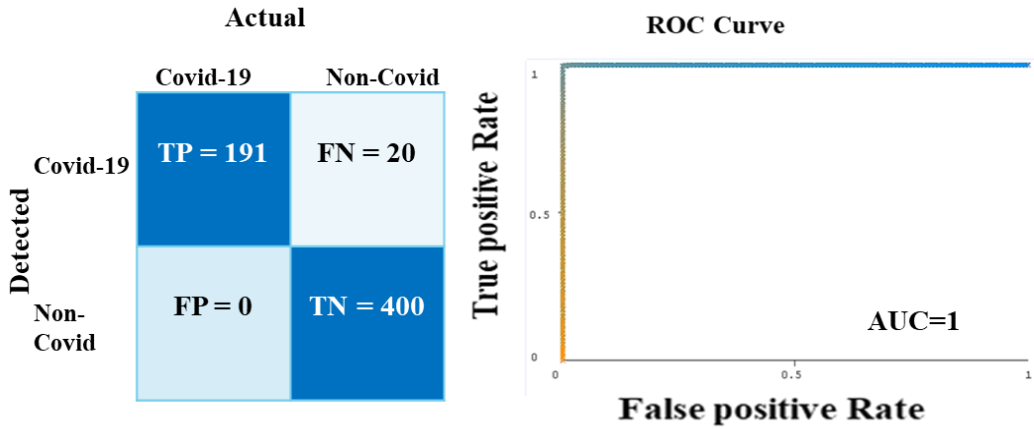 Actual
Covid-19
Non-Covid
Detected
Covid-19
TP = 191
FN = 20
Non-
Covid
FP = 0
TN = 400
ROC Curve
True positive Rate
1
0.5
0
AUC=1
0
0.5
1
False positive Rate